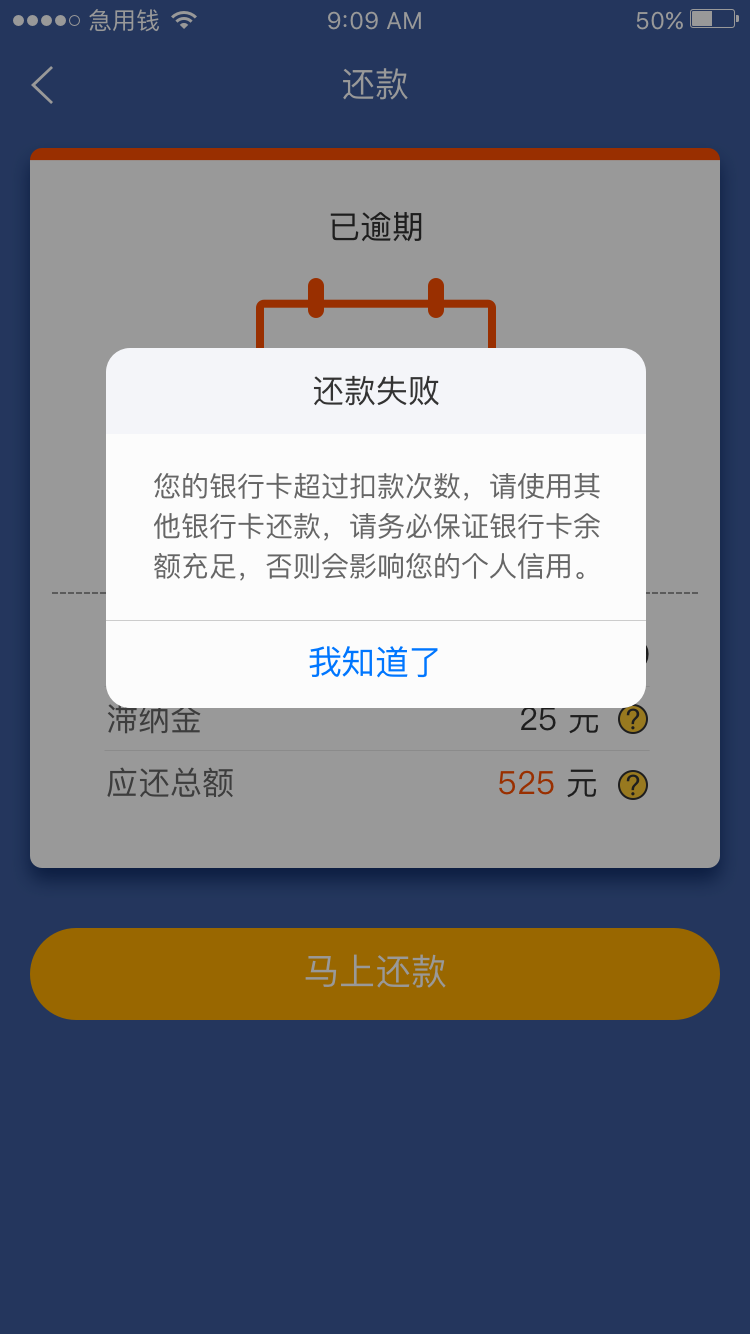 急用钱 9:09 AM 50%
还款
已逾期
还款失败
您的银行卡超过扣款次数，请使用其
他银行卡还款，请务必保证银行卡余
额充足，否则会影响您的个人信用。
我知道了
滞纳金 25 元 ?
应还总额 525 元 ?
马上还款